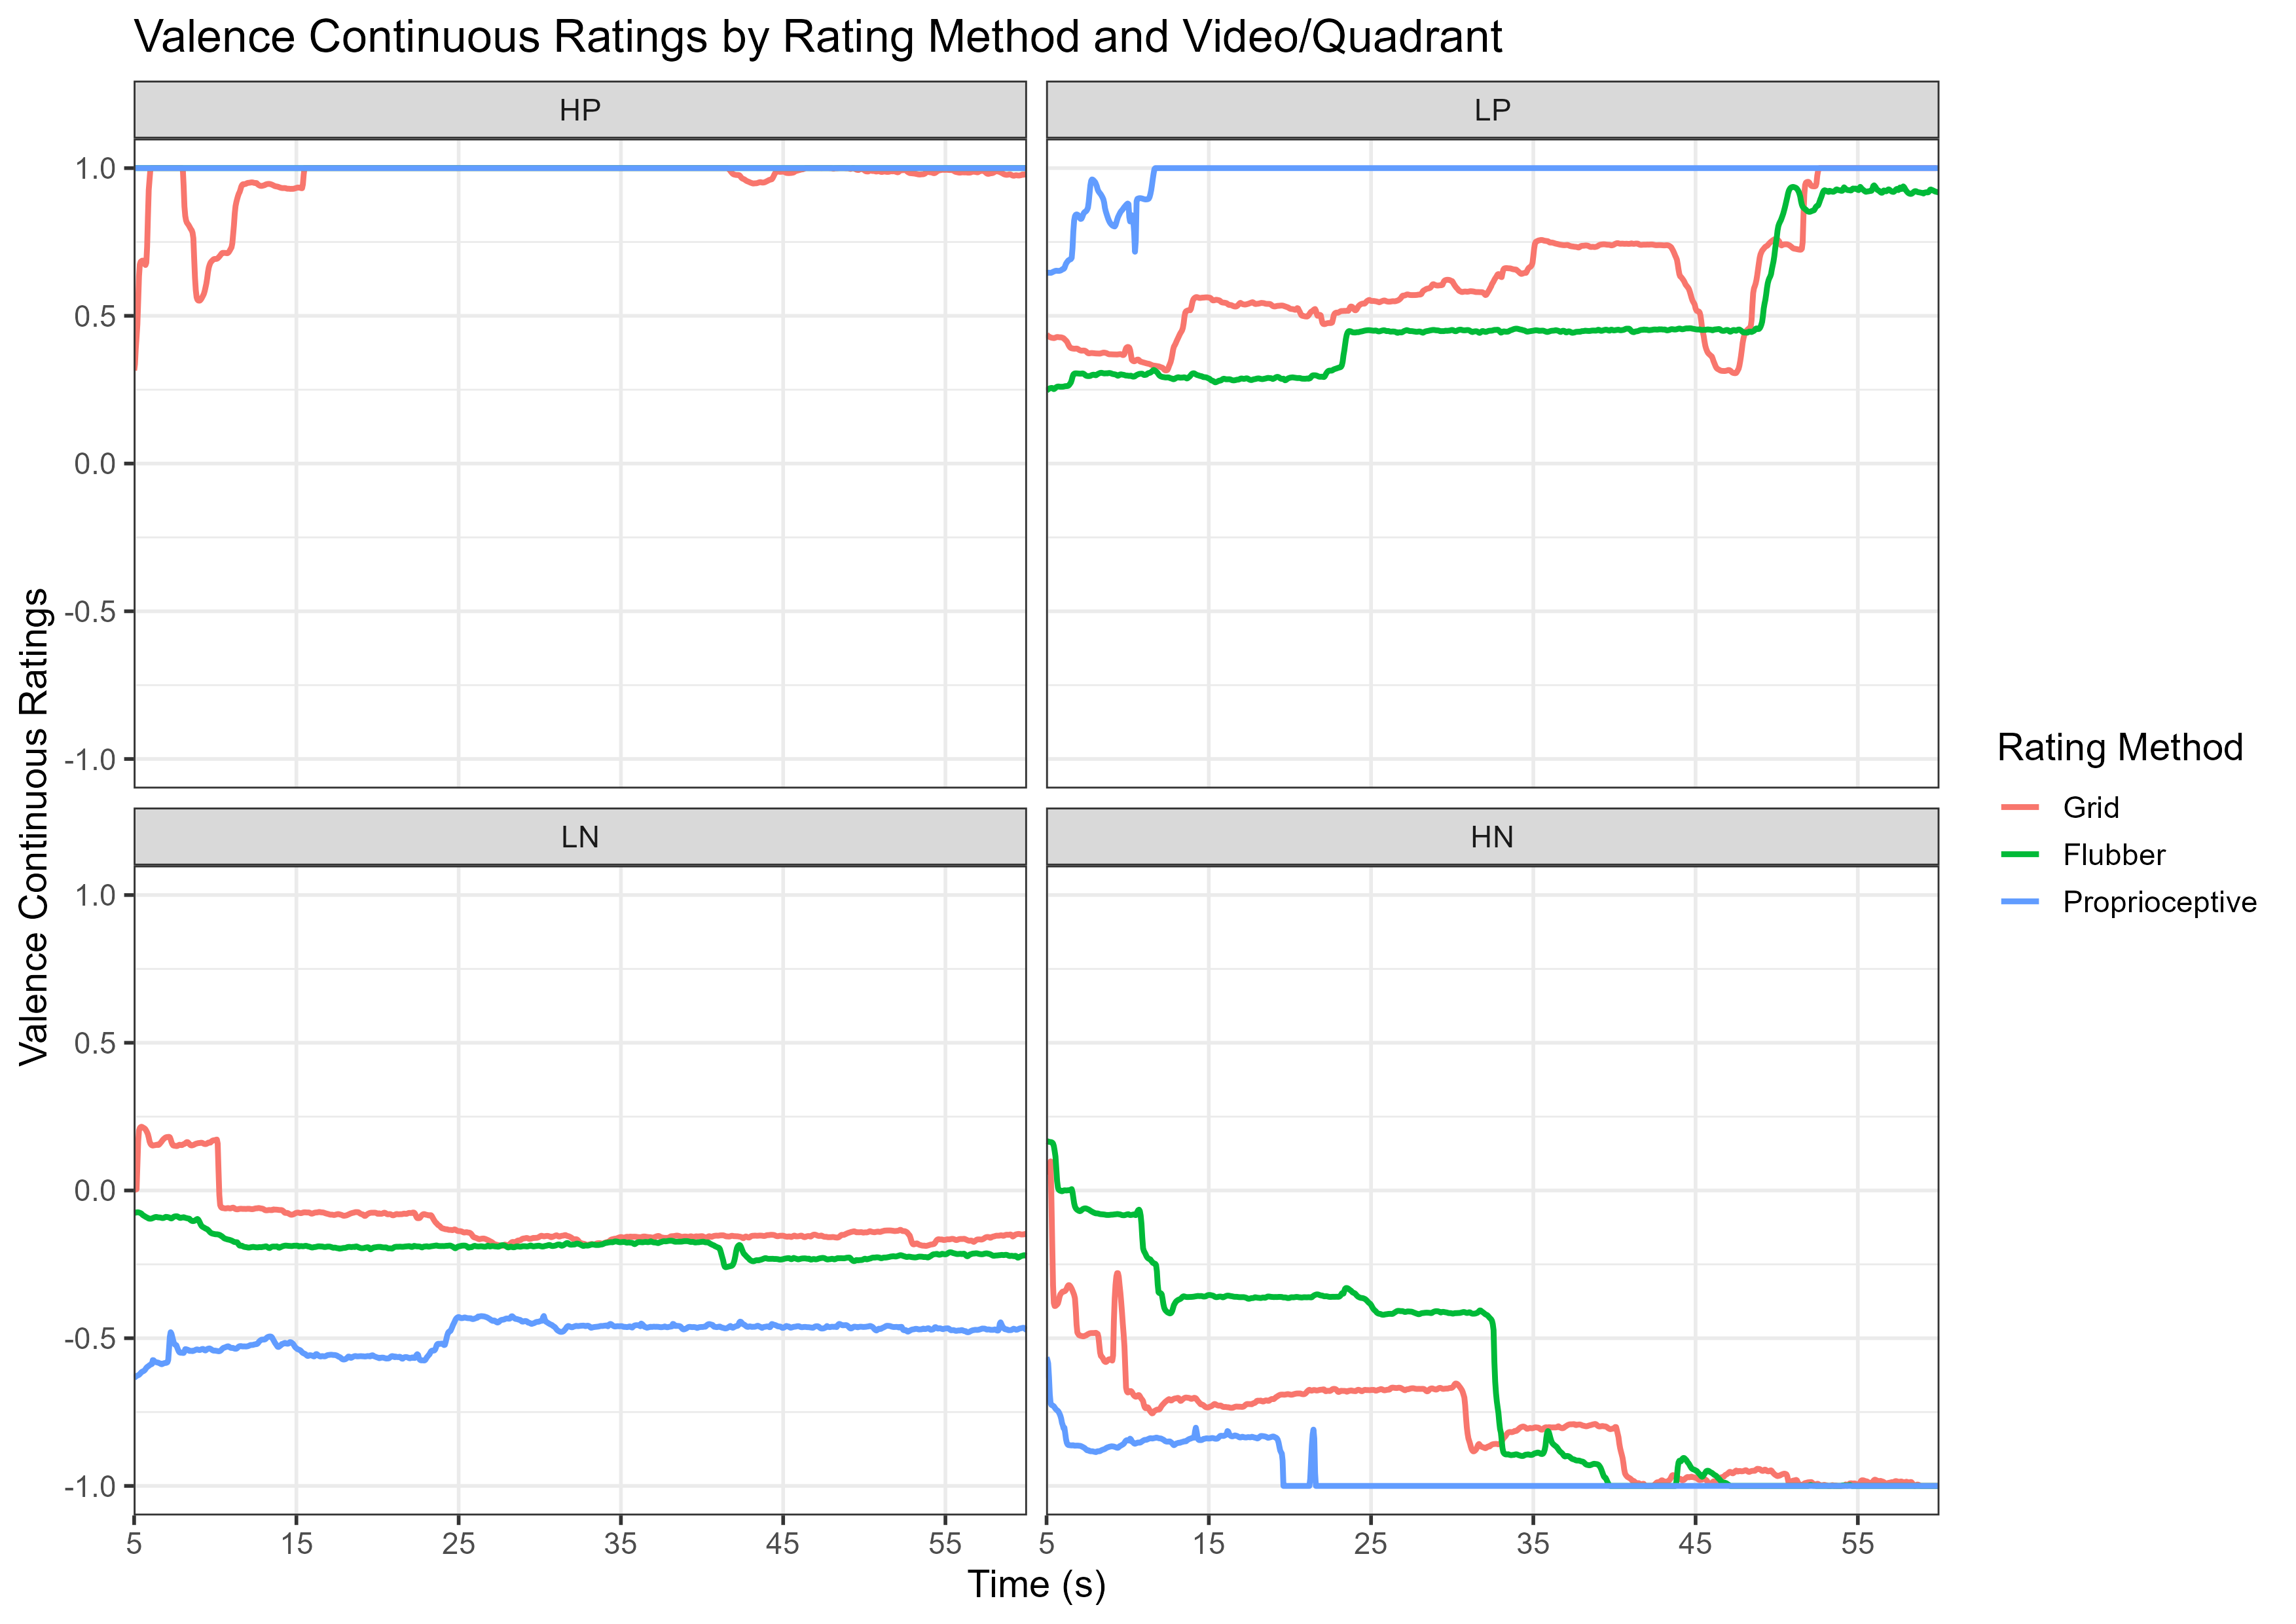 Valence Continuous Ratings by Rating Method and Video/Quadrant
HP
LP
1.0
0.5
0.0
-0.5
-1.0
LN
HN
1.0
0.5
0.0
-0.5
-1.0
5 15 25 35 45 55
5 15 25 35 45 55
Time (s)
Valence Continuous Ratings
Rating Method
Grid
Flubber
Proprioceptive